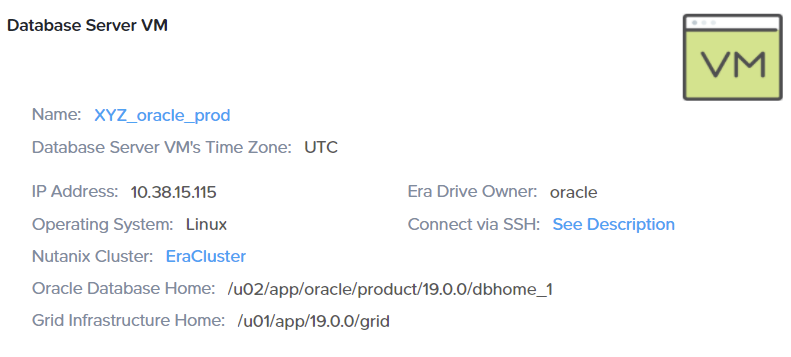 Database Server VM
VM
Name: XYZ_oracle_prod
Database Server VM's Time Zone: UTC
IP Address: 10.38.15.115 Era Drive Owner: oracle
Operating System: Linux Connect via SSH: See Description
Nutanix Cluster: EraCluster
Oracle Database Home: /u02/app/oracle/product/19.0.0/dbhome_1
Grid Infrastructure Home: /u01/app/19.0.0/grid